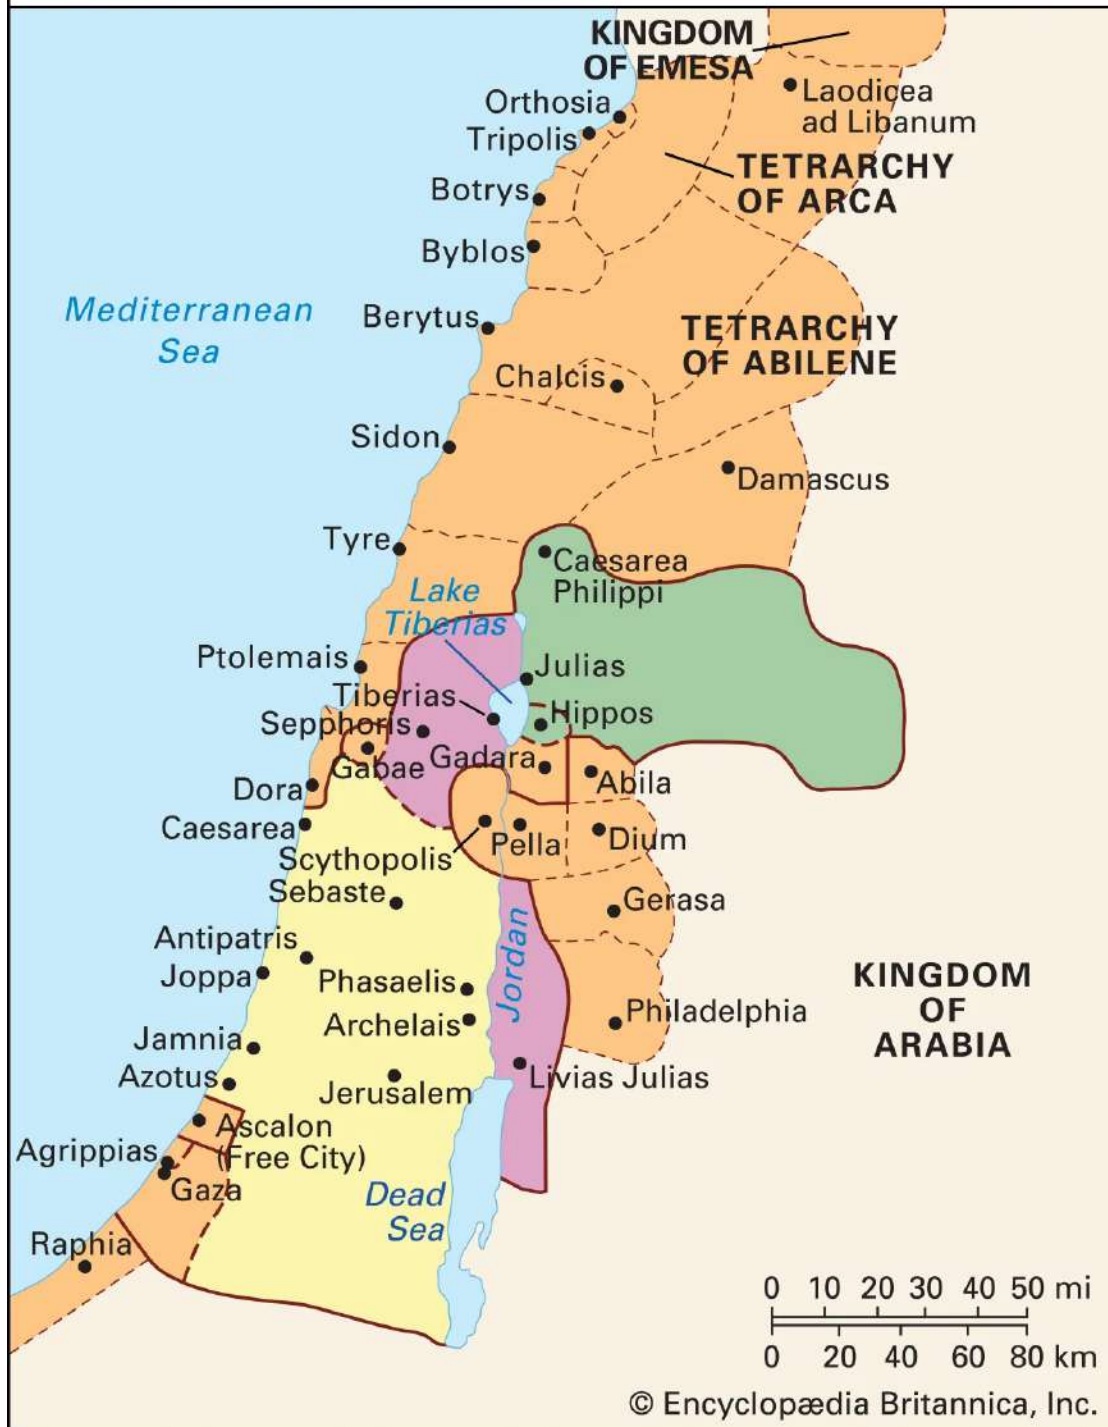 KINGDOM
OF EMESA
Laodicea
ad Libanum
Orthosia
Tripolis
TETRARCHY
OF ARCA
Botrys
Byblos
Mediterranean
Sea
Berytus
TETRARCHY
OF ABILENE
Chalcis
Sidon
Damascus
Tyre
Caesarea
Philippi
Lake
Tiberias
Ptolemais
Julias
Tiberias
Sepphoris
Hippos
Gabae
Gadara
Abila
Dora
Caesarea
Scythopolis
Pella
Dium
Sebaste
Gerasa
Jordan
Antipatris
Joppa
Phasaelis
Archelais
Philadelphia
KINGDOM
OF
ARABIA
Jamnia
Azotus
Jerusalem
Livias Julias
Ascalon
(Free City)
Agrippias
Gaza
Dead
Sea
Raphia
0 10 20 30 40 50 mi
0 20 40 60 80 km
© Encyclopædia Britannica, Inc.